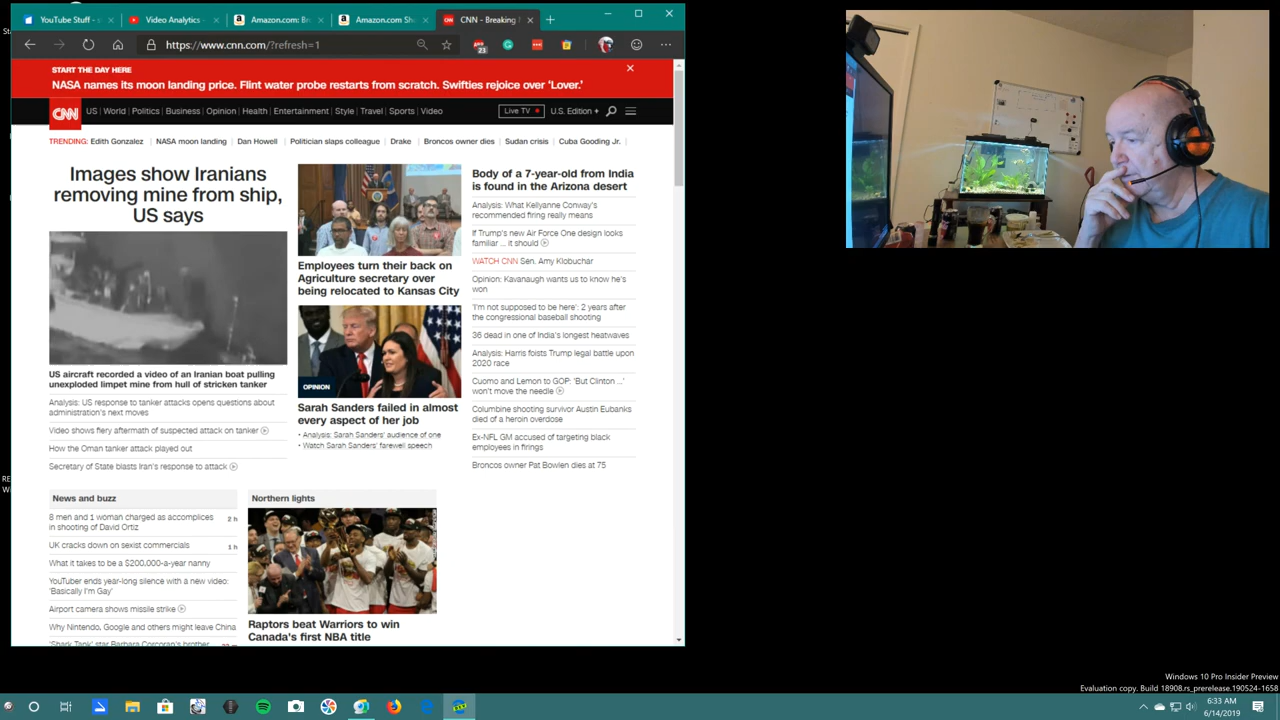 YouTube Stuff -
Video Analytics -
Amazon.com: Br
Amazon.com Sh
CNN - Breaking
https://www.cnn.com/?refresh=1
23
START THE DAY HERE
NASA names its moon landing price. Flint water probe restarts from scratch. Swifties rejoice over 'Lover.'
CNN
US World Politics Business Opinion Health Entertainment Style Travel Sports Video
Live TV
U.S. Edition +
TRENDING: Edith Gonzalez NASA moon landing Dan Howell Politician slaps colleague Drake Broncos owner dies Sudan crisis Cuba Gooding Jr.
Images show Iranians
removing mine from ship,
US says
US aircraft recorded a video of an Iranian boat pulling
unexploded limpet mine from hull of stricken tanker
Analysis: US response to tanker attacks opens questions about
administration's next moves
Video shows fiery aftermath of suspected attack on tanker
How the Oman tanker attack played out
Secretary of State blasts Iran's response to attack
Employees turn their back on
Agriculture secretary over
being relocated to Kansas City
OPINION
Sarah Sanders failed in almost
every aspect of her job
• Analysis: Sarah Sanders' audience of one
• Watch Sarah Sanders' farewell speech
Body of a 7-year-old from India
is found in the Arizona desert
Analysis: What Kellyanne Conway's
recommended firing really means
If Trump's new Air Force One design looks
familiar ... it should
WATCH CNN Sen. Amy Klobuchar
Opinion: Kavanaugh wants us to know he's
won
'I'm not supposed to be here': 2 years after
the congressional baseball shooting
36 dead in one of India's longest heatwaves
Analysis: Harris foists Trump legal battle upon
2020 race
Cuomo and Lemon to GOP: 'But Clinton ...'
won't move the needle
Columbine shooting survivor Austin Eubanks
died of a heroin overdose
Ex-NFL GM accused of targeting black
employees in firings
Broncos owner Pat Bowlen dies at 75
News and buzz
8 men and 1 woman charged as accomplices
in shooting of David Ortiz
2 h
UK cracks down on sexist commercials
1 h
What it takes to be a $200,000-a-year nanny
YouTuber ends year-long silence with a new video:
'Basically I'm Gay'
Airport camera shows missile strike
Why Nintendo, Google and others might leave China
'Shark Tank' star Barbara Corcoran's brother
Northern lights
Raptors beat Warriors to win
Canada's first NBA title
Windows 10 Pro Insider Preview
Evaluation copy. Build 18908.rs_prerelease.190524-1658
6:33 AM
6/14/2019